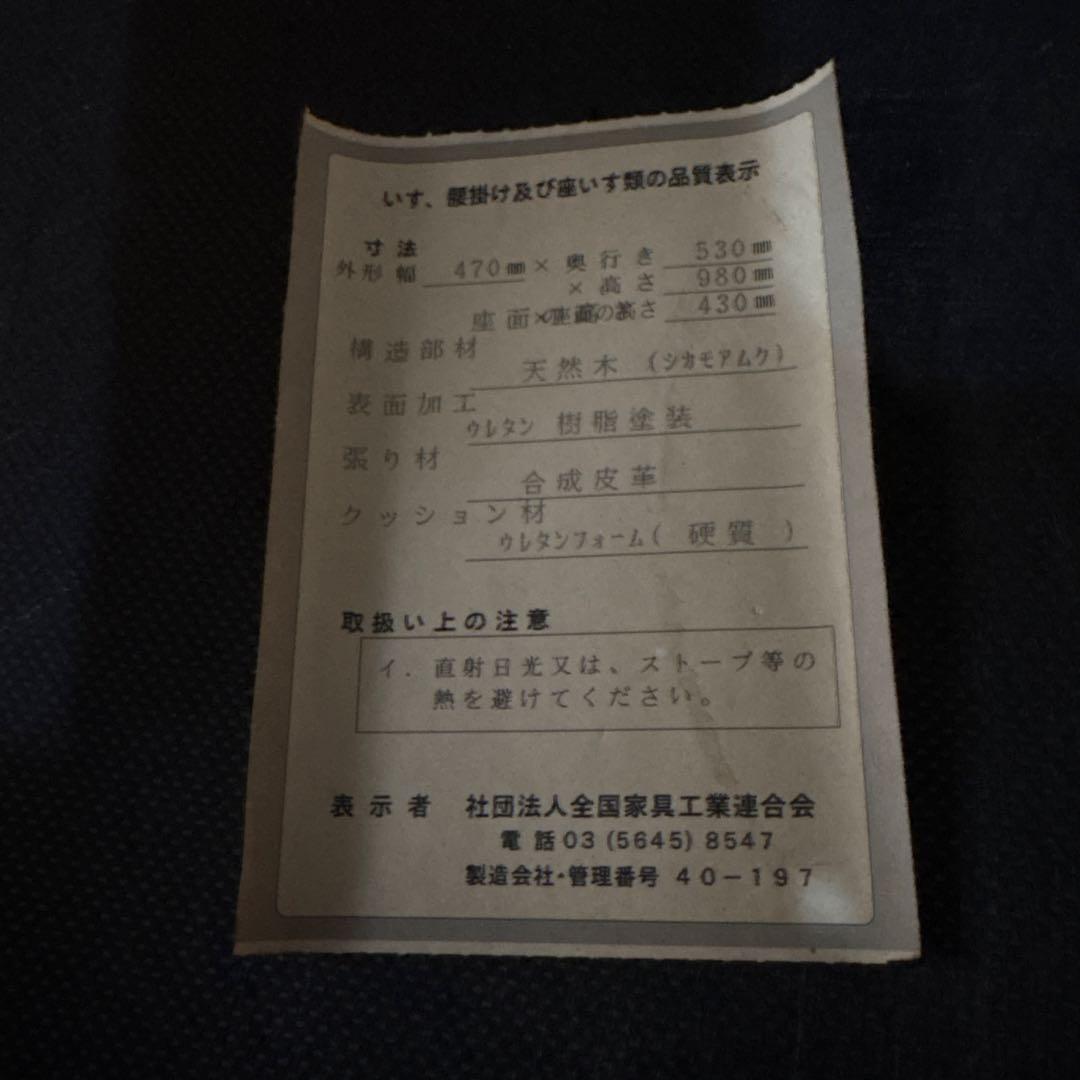 いす、腰掛け及び座いす類の品質表示
寸法
外形幅 470㎜ × 奥行き 530㎜
× 高さ 980㎜
座面の高さ 430㎜
構造部材
天然木 (シカモアムク)
表面加工
ウレタン 樹脂塗装
張り材
合成皮革
クッション材
ウレタンフォーム( 硬質 )
取扱い上の注意
イ. 直射日光又は、ストーブ等の
熱を避けてください。
表示者 社団法人全国家具工業連合会
電話03 (5645) 8547
製造会社・管理番号 40-197